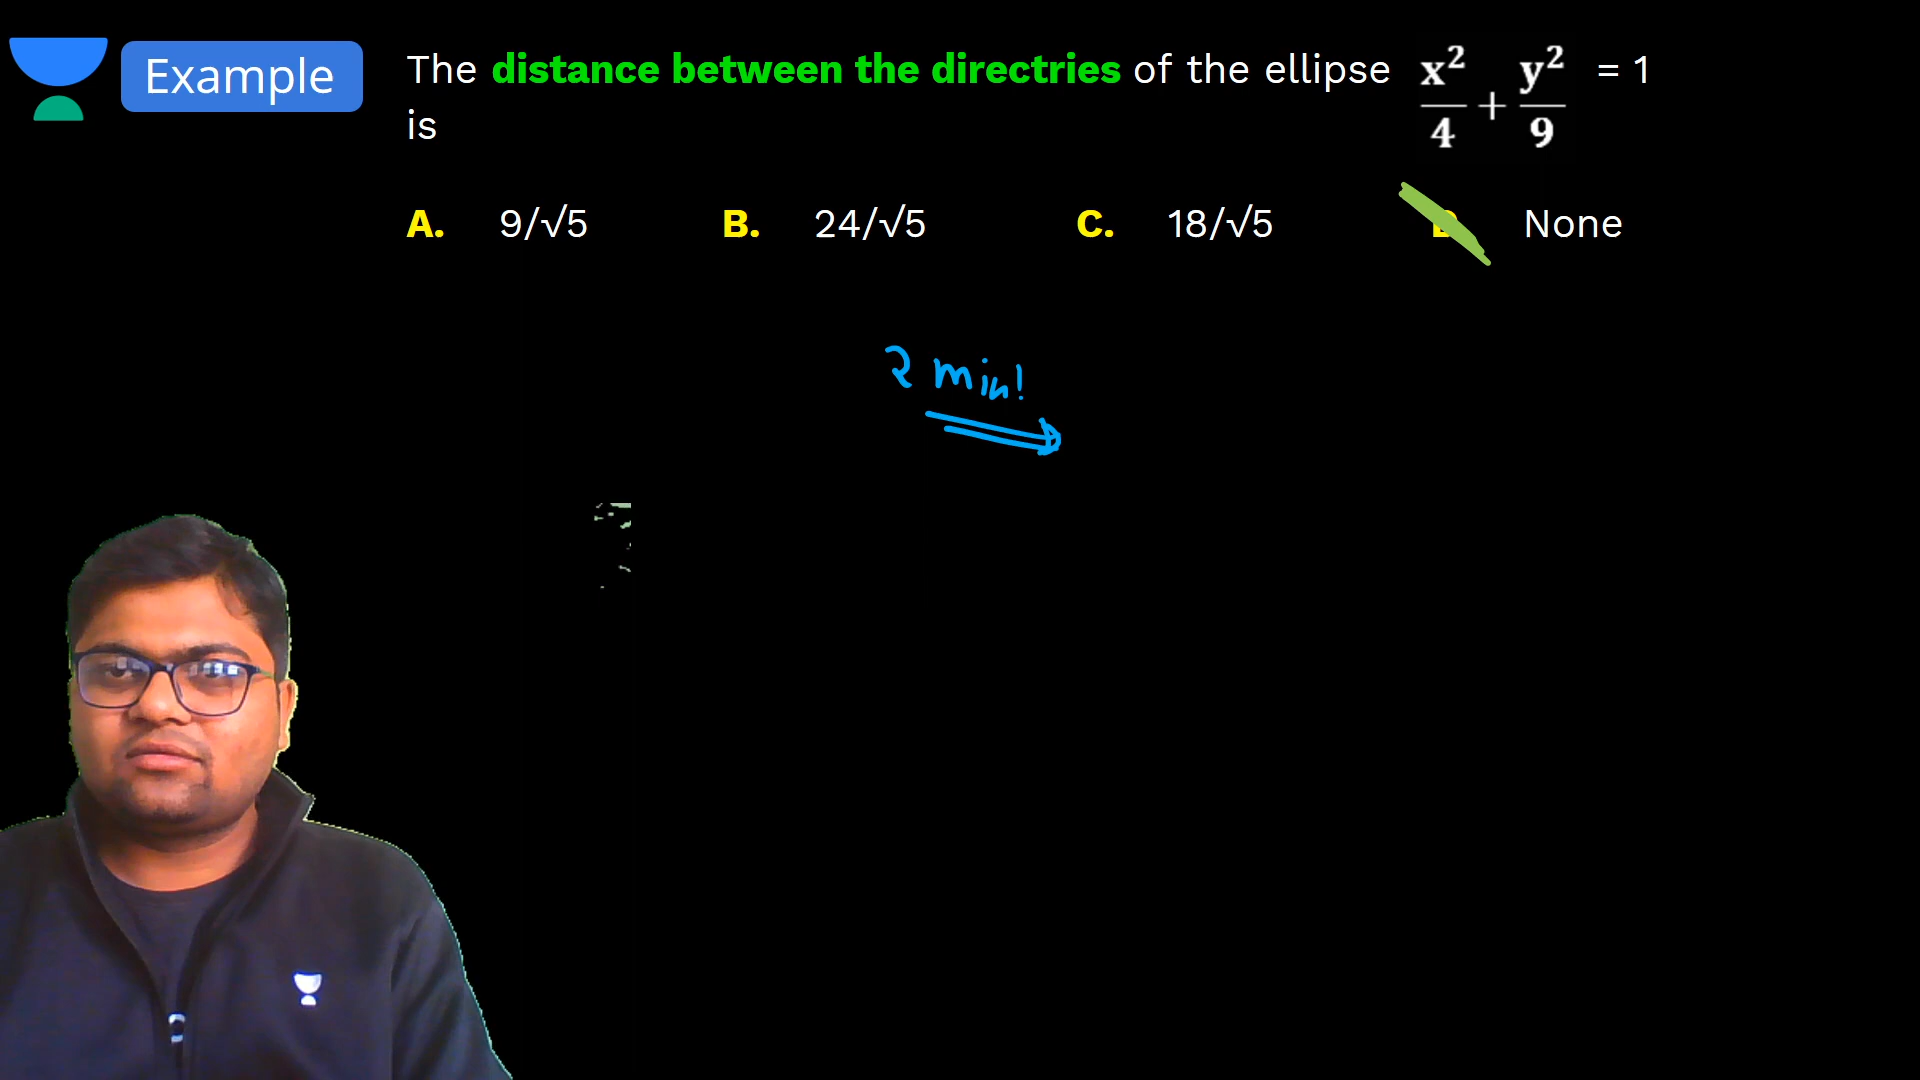 Example
The distance between the directries of the ellipse x²/4 + y²/9 = 1
is
A. 9/√5 B. 24/√5 C. 18/√5 None
2 min!